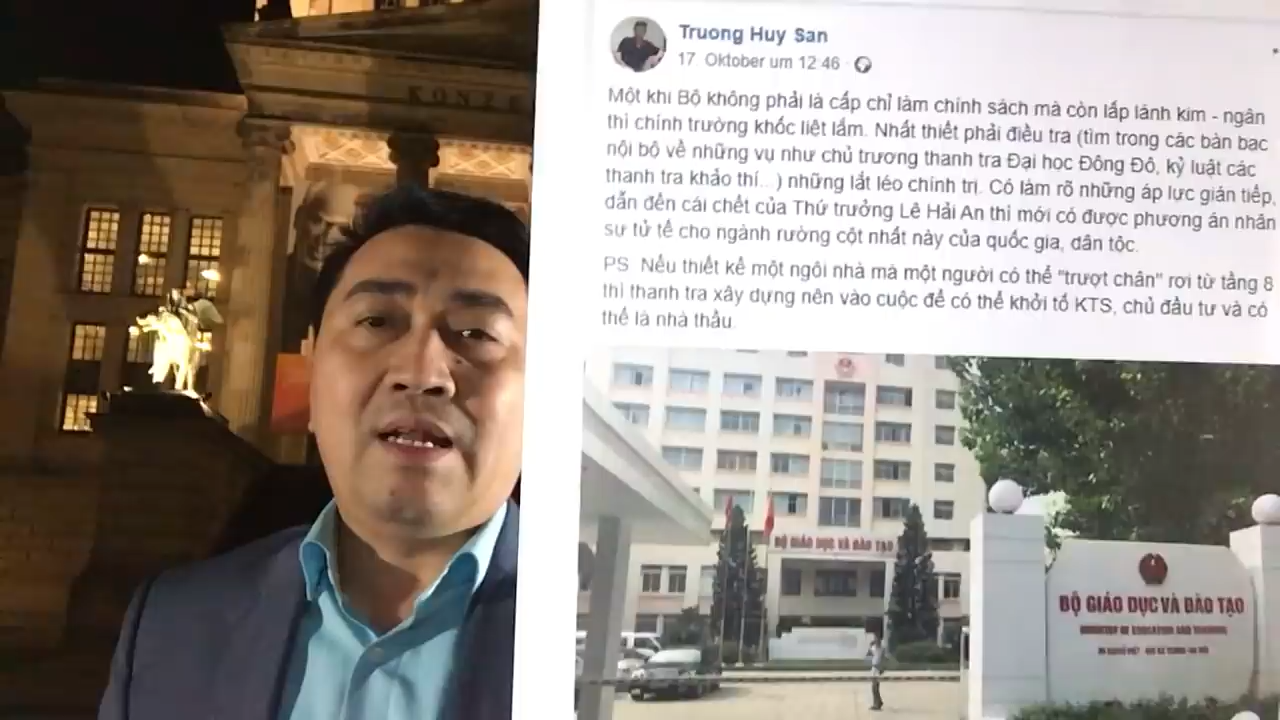 KONZE
Truong Huy San
17. Oktober um 12:46
Một khi Bộ không phải là cấp chỉ làm chính sách mà còn lấp lánh kim - ngân
thì chính trường khốc liệt lắm. Nhất thiết phải điều tra (tìm trong các bàn bạc
nội bộ về những vụ như chủ trương thanh tra Đại học Đông Đô, kỷ luật các
thanh tra khảo thí...) những lắt léo chính trị. Có làm rõ những áp lực gián tiếp,
dẫn đến cái chết của Thứ trưởng Lê Hải An thì mới có được phương án nhân
sự tử tế cho ngành rường cột nhất này của quốc gia, dân tộc.
PS Nếu thiết kế một ngôi nhà mà một người có thể "trượt chân" rơi từ tầng 8
thì thanh tra xây dựng nên vào cuộc để có thể khởi tố KTS, chủ đầu tư và có
thể là nhà thầu.
BỘ GIÁO DỤC VÀ ĐÀO TẠO
BỘ GIÁO DỤC VÀ ĐÀO TẠO
MINISTRY OF EDUCATION AND TRAINING